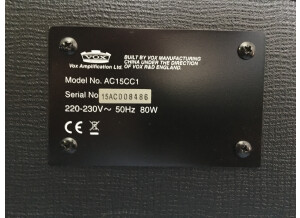 VOX
Vox Amplification Ltd.
BUILT BY VOX MANUFACTURING
CHINA UNDER THE DIRECTION
OF VOX R&D ENGLAND.
Model No. AC15CC1
Serial No. 15AC008486
220-230V~ 50Hz 80W
CE